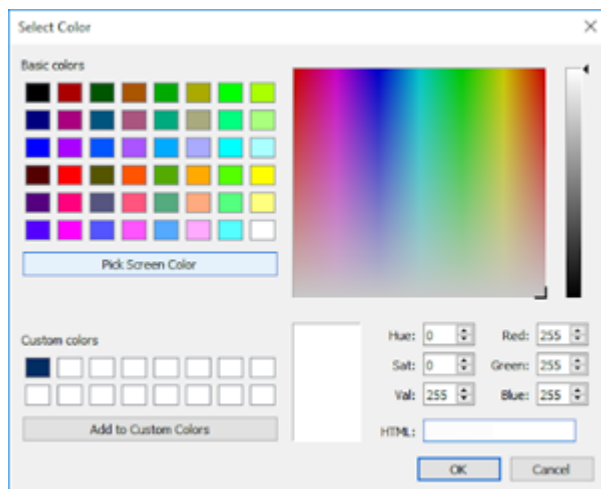 Select Color
Basic colors
Pick Screen Color
Custom colors
Add to Custom Colors
Hue: 0 Red: 255
Sat: 0 Green: 255
Val: 255 Blue: 255
HTML:
OK Cancel